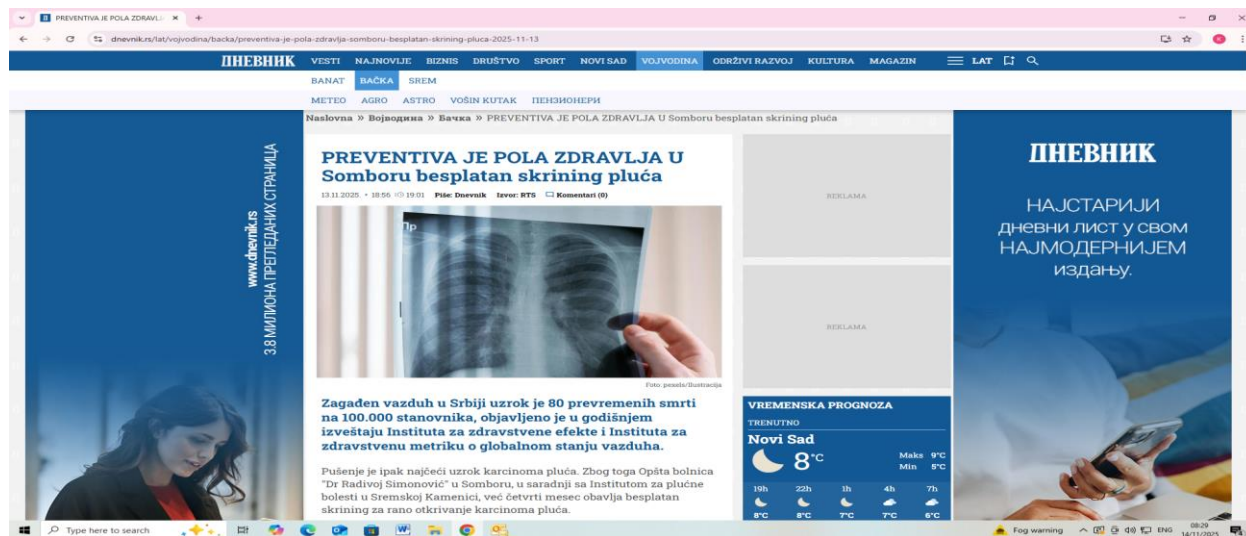 PREVENTIVA JE POLA ZDRAVL
dnevnik.rs/lat/vojvodina/backa/preventiva-je-pola-zdravlja-somboru-besplatan-skrining-pluca-2025-11-13
ДНЕВНИК VESTI NAJNOVIJE BIZNIS DRUŠTVO SPORT NOVI SAD VOJVODINA ODRŽIVI RAZVOJ KULTURA MAGAZIN LAT
BANAT BAČKA SREM
METEO AGRO ASTRO VOŠIN KUTAK ПЕНЗИОНЕРИ
Naslovna » Војводина » Бачка » PREVENTIVA JE POLA ZDRAVLJA U Somboru besplatan skrining pluća
www.dnevnik.rs
3.8 МИЛИОНА ПРЕГЛЕДАНИХ СТРАНИЦА
PREVENTIVA JE POLA ZDRAVLJA U
Somboru besplatan skrining pluća
13.11.2025. • 18:56 19:01 Piše: Dnevnik Izvor: RTS Komentari (0)
Пр
Foto: pexels/Ilustracija
Zagađen vazduh u Srbiji uzrok je 80 prevremenih smrti
na 100.000 stanovnika, objavljeno je u godišnjem
izveštaju Instituta za zdravstvene efekte i Instituta za
zdravstvenu metriku o globalnom stanju vazduha.
Pušenje je ipak najčeći uzrok karcinoma pluća. Zbog toga Opšta bolnica
"Dr Radivoj Simonović" u Somboru, u saradnji sa Institutom za plućne
bolesti u Sremskoj Kamenici, već četvrti mesec obavlja besplatan
skrining za rano otkrivanje karcinoma pluća.
REKLAMA
REKLAMA
VREMENSKA PROGNOZA
TRENUTNO
Novi Sad
8°C
Maks 9°C
Min 5°C
19h 22h 1h 4h 7h
8°C 8°C 7°C 7°C 6°C
ДНЕВНИК
НАЈСТАРИЈИ
дневни лист у свом
НАЈМОДЕРНИЈЕМ
издању.
Type here to search
Fog warning ENG 08:29
14/11/2025